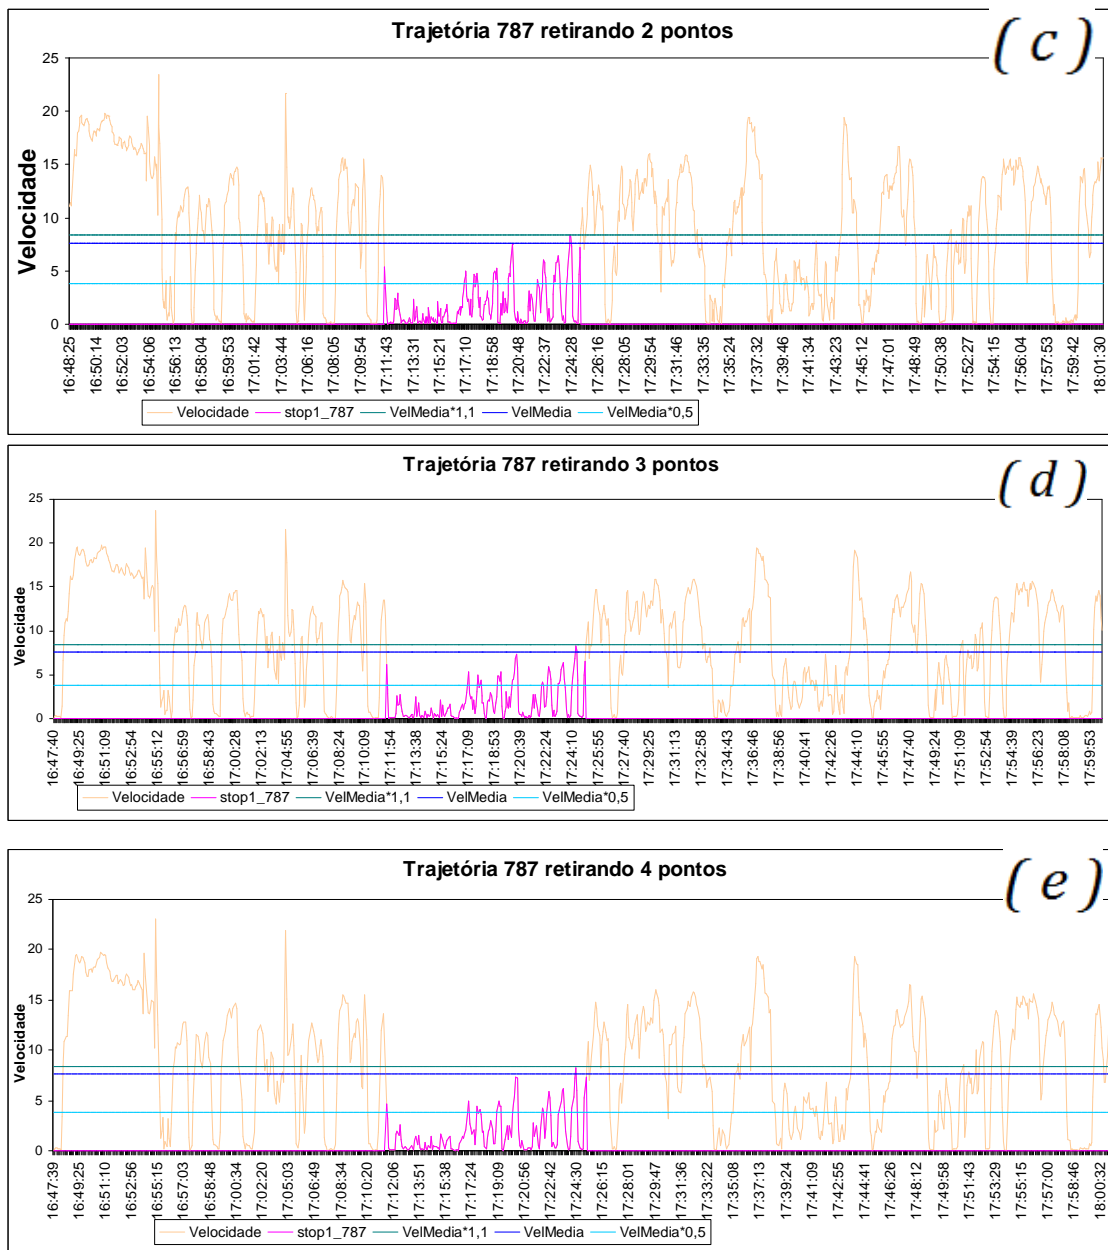 Trajetória 787 retirando 2 pontos
( c )
Velocidade
25
20
15
10
5
0
16:48:25 16:50:14 16:52:03 16:54:06 16:56:13 16:58:04 16:59:53 17:01:42 17:03:44 17:06:16 17:08:05 17:09:54 17:11:43 17:13:31 17:15:21 17:17:10 17:18:58 17:20:48 17:22:37 17:24:28 17:26:16 17:28:05 17:29:54 17:31:46 17:33:35 17:35:24 17:37:32 17:39:46 17:41:34 17:43:23 17:45:12 17:47:01 17:48:49 17:50:38 17:52:27 17:54:15 17:56:04 17:57:53 17:59:42 18:01:30
Velocidade stop1_787 VelMedia*1,1 VelMedia VelMedia*0,5
Trajetória 787 retirando 3 pontos
( d )
Velocidade
25
20
15
10
5
0
16:47:40 16:49:25 16:51:09 16:52:54 16:55:12 16:56:59 16:58:43 17:00:28 17:02:13 17:04:55 17:06:39 17:08:24 17:10:09 17:11:54 17:13:38 17:15:24 17:17:09 17:18:53 17:20:39 17:22:24 17:24:10 17:25:55 17:27:40 17:29:25 17:31:13 17:32:58 17:34:43 17:36:46 17:38:56 17:40:41 17:42:26 17:44:10 17:45:55 17:47:40 17:49:24 17:51:09 17:52:54 17:54:39 17:56:23 17:58:08 17:59:53
Velocidade stop1_787 VelMedia*1,1 VelMedia VelMedia*0,5
Trajetória 787 retirando 4 pontos
( e )
Velocidade
25
20
15
10
5
0
16:47:39 16:49:25 16:51:10 16:52:56 16:55:15 16:57:03 16:58:48 17:00:34 17:02:20 17:05:03 17:06:49 17:08:34 17:10:20 17:12:06 17:13:51 17:15:38 17:17:24 17:19:09 17:20:56 17:22:42 17:24:30 17:26:15 17:28:01 17:29:47 17:31:36 17:33:22 17:35:08 17:37:13 17:39:24 17:41:09 17:42:55 17:44:41 17:46:26 17:48:12 17:49:58 17:51:43 17:53:29 17:55:15 17:57:00 17:58:46 18:00:32
Velocidade stop1_787 VelMedia*1,1 VelMedia VelMedia*0,5